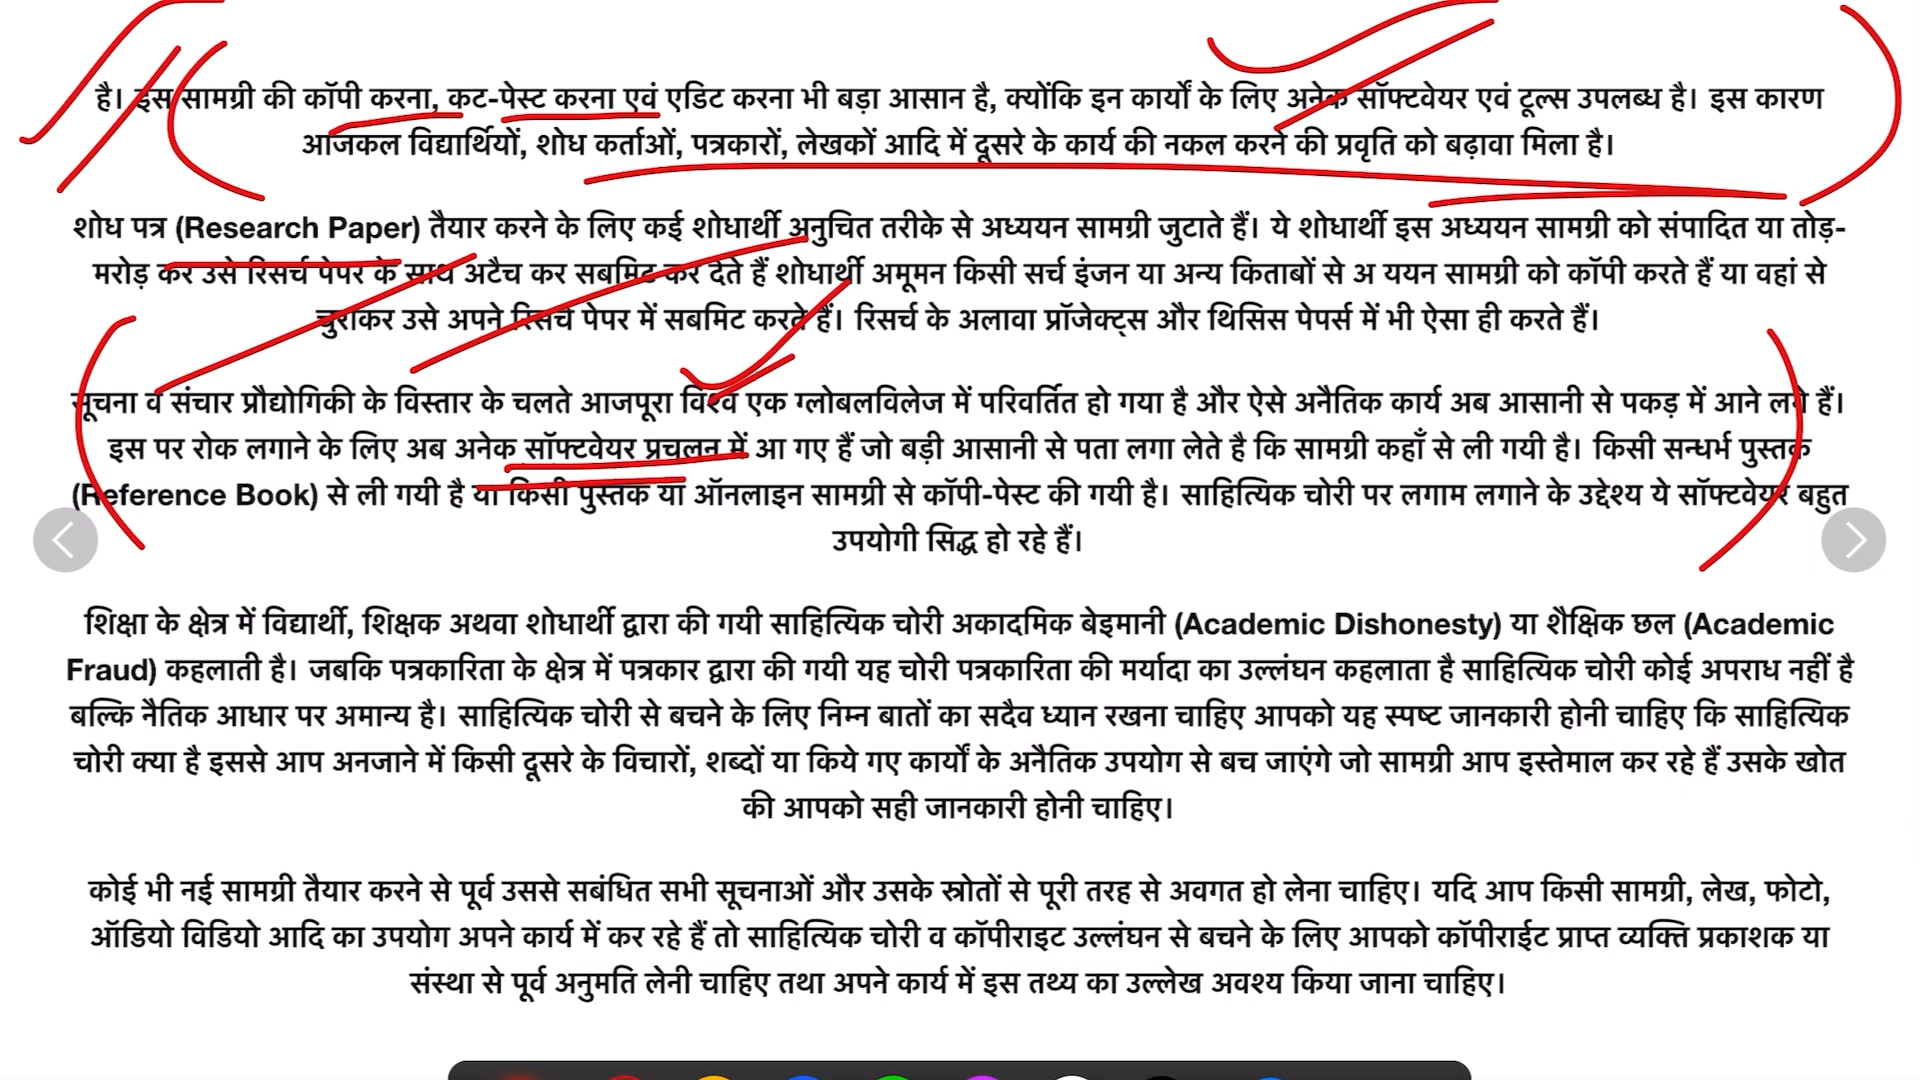 है। इस सामग्री की कॉपी करना, कट-पेस्ट करना एवं एडिट करना भी बड़ा आसान है, क्योंकि इन कार्यों के लिए अनेक सॉफ्टवेयर एवं टूल्स उपलब्ध है। इस कारण
आजकल विद्यार्थियों, शोध कर्ताओं, पत्रकारों, लेखकों आदि में दूसरे के कार्य की नकल करने की प्रवृति को बढ़ावा मिला है।
शोध पत्र (Research Paper) तैयार करने के लिए कई शोधार्थी अनुचित तरीके से अध्ययन सामग्री जुटाते हैं। ये शोधार्थी इस अध्ययन सामग्री को संपादित या तोड़-
मरोड़ कर उसे रिसर्च पेपर के साथ अटैच कर सबमिट कर देते हैं शोधार्थी अमूमन किसी सर्च इंजन या अन्य किताबों से अ ययन सामग्री को कॉपी करते हैं या वहां से
चुराकर उसे अपने रिसर्च पेपर में सबमिट करते हैं। रिसर्च के अलावा प्रॉजेक्ट्स और थिसिस पेपर्स में भी ऐसा ही करते हैं।
सूचना व संचार प्रौद्योगिकी के विस्तार के चलते आजपूरा विश्व एक ग्लोबलविलेज में परिवर्तित हो गया है और ऐसे अनैतिक कार्य अब आसानी से पकड़ में आने लगे हैं।
इस पर रोक लगाने के लिए अब अनेक सॉफ्टवेयर प्रचलन में आ गए हैं जो बड़ी आसानी से पता लगा लेते है कि सामग्री कहाँ से ली गयी है। किसी सन्धर्भ पुस्तक
(Reference Book) से ली गयी है या किसी पुस्तक या ऑनलाइन सामग्री से कॉपी-पेस्ट की गयी है। साहित्यिक चोरी पर लगाम लगाने के उद्देश्य ये सॉफ्टवेयर बहुत
उपयोगी सिद्ध हो रहे हैं।
शिक्षा के क्षेत्र में विद्यार्थी, शिक्षक अथवा शोधार्थी द्वारा की गयी साहित्यिक चोरी अकादमिक बेइमानी (Academic Dishonesty) या शैक्षिक छल (Academic
Fraud) कहलाती है। जबकि पत्रकारिता के क्षेत्र में पत्रकार द्वारा की गयी यह चोरी पत्रकारिता की मर्यादा का उल्लंघन कहलाता है साहित्यिक चोरी कोई अपराध नहीं है
बल्कि नैतिक आधार पर अमान्य है। साहित्यिक चोरी से बचने के लिए निम्न बातों का सदैव ध्यान रखना चाहिए आपको यह स्पष्ट जानकारी होनी चाहिए कि साहित्यिक
चोरी क्या है इससे आप अनजाने में किसी दूसरे के विचारों, शब्दों या किये गए कार्यों के अनैतिक उपयोग से बच जाएंगे जो सामग्री आप इस्तेमाल कर रहे हैं उसके खोत
की आपको सही जानकारी होनी चाहिए।
कोई भी नई सामग्री तैयार करने से पूर्व उससे सबंधित सभी सूचनाओं और उसके स्रोतों से पूरी तरह से अवगत हो लेना चाहिए। यदि आप किसी सामग्री, लेख, फोटो,
ऑडियो विडियो आदि का उपयोग अपने कार्य में कर रहे हैं तो साहित्यिक चोरी व कॉपीराइट उल्लंघन से बचने के लिए आपको कॉपीराईट प्राप्त व्यक्ति प्रकाशक या
संस्था से पूर्व अनुमति लेनी चाहिए तथा अपने कार्य में इस तथ्य का उल्लेख अवश्य किया जाना चाहिए।